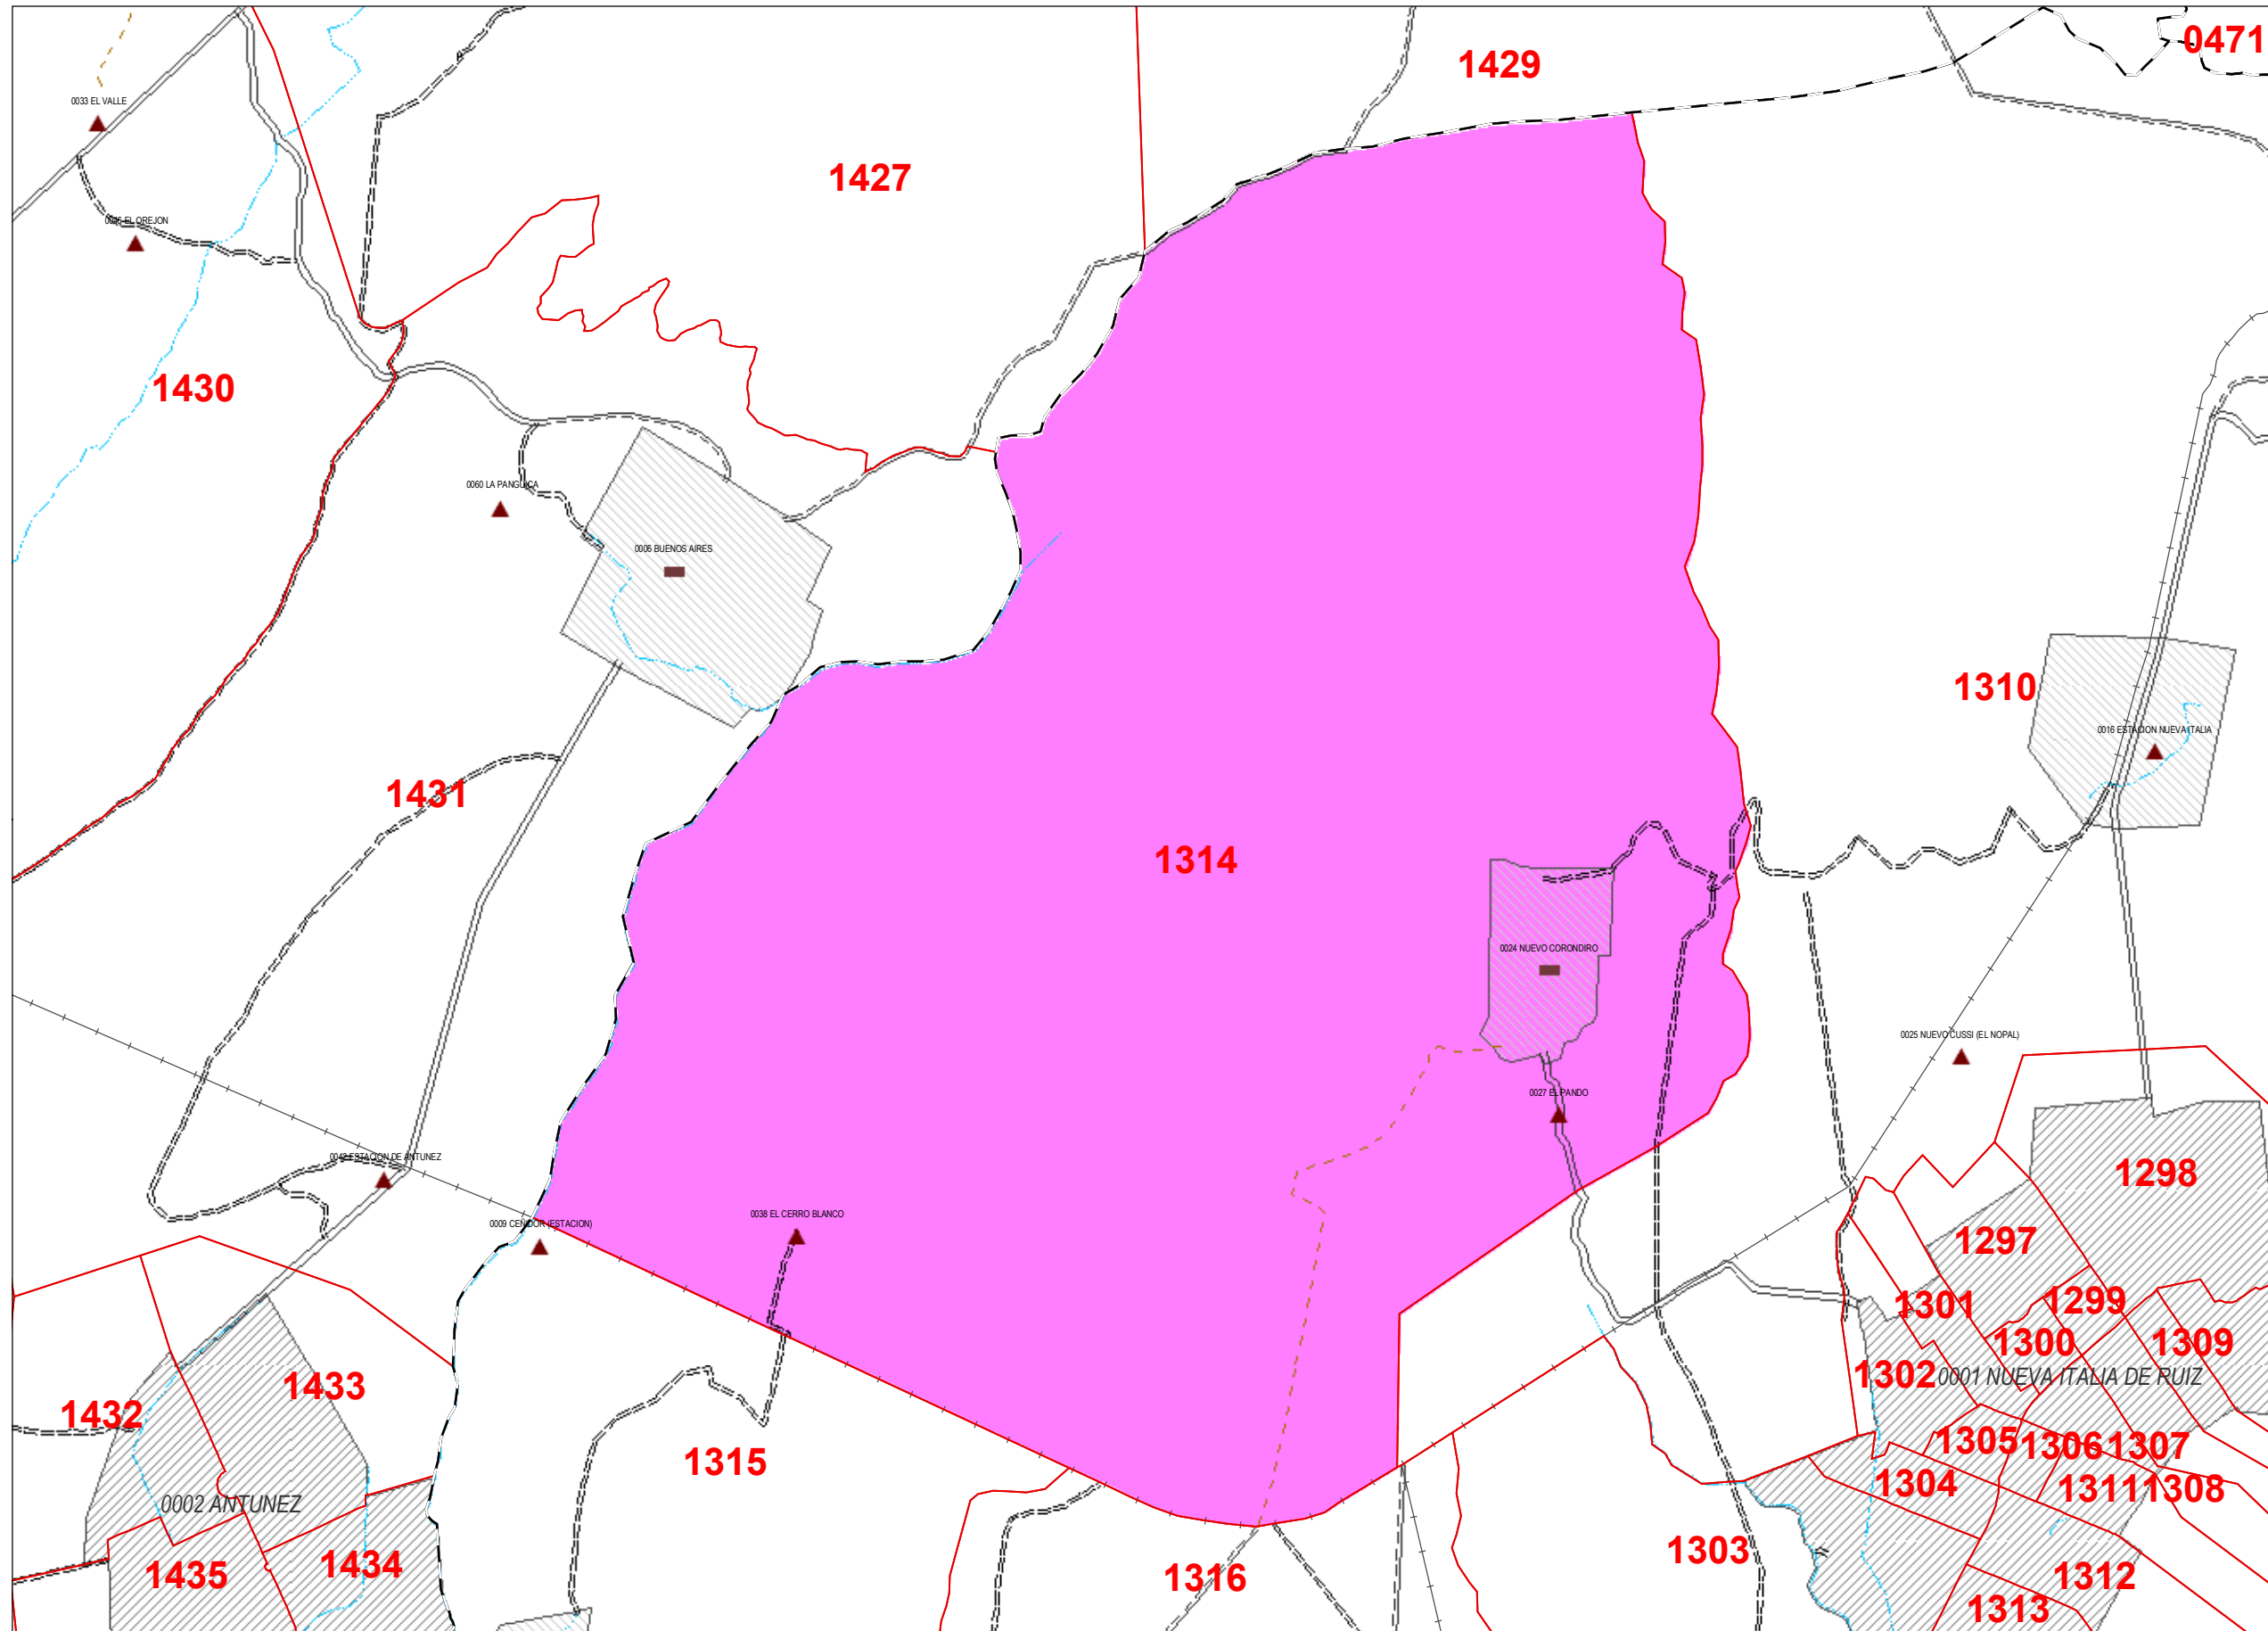 0471
1429
0033 EL VALLE
1427
EL OREJON
1430
0060 LA PANGUICA
0006 BUENOS AIRES
1310
0016 ESTACION NUEVA ITALIA
1431
1314
0024 NUEVO CORONDIRO
0025 NUEVO CUSSI (EL NOPAL)
0027 EL PANDO
0042 ESTACION DE ANTUNEZ
1298
0038 EL CERRO BLANCO
0009 CEÑIDOR (ESTACION)
1297
1301
1299
1300
1309
1302
0001 NUEVA ITALIA DE RUIZ
1433
1432
1305
1306
1307
1315
1304
1311
1308
0002 ANTUNEZ
1303
1435
1434
1316
1312
1313